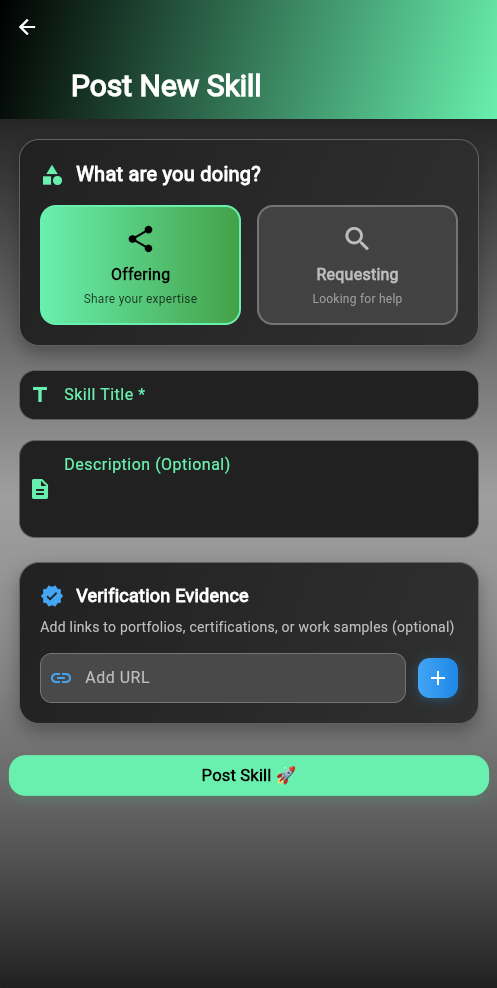 Post New Skill
What are you doing?
Offering
Share your expertise
Requesting
Looking for help
Skill Title *
Description (Optional)
Verification Evidence
Add links to portfolios, certifications, or work samples (optional)
Add URL
Post Skill 🚀